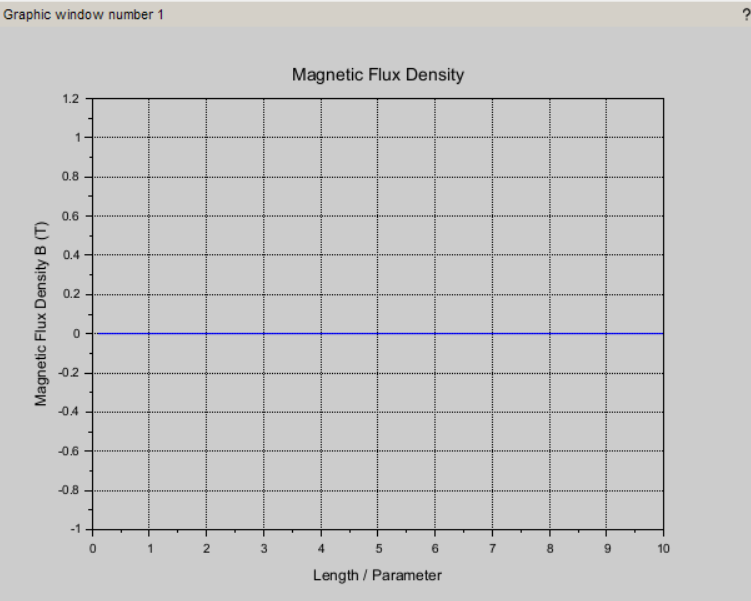 Graphic window number 1 ?
Magnetic Flux Density
Magnetic Flux Density B (T)
1.2
1
0.8
0.6
0.4
0.2
0
-0.2
-0.4
-0.6
-0.8
-1
0 1 2 3 4 5 6 7 8 9 10
Length / Parameter